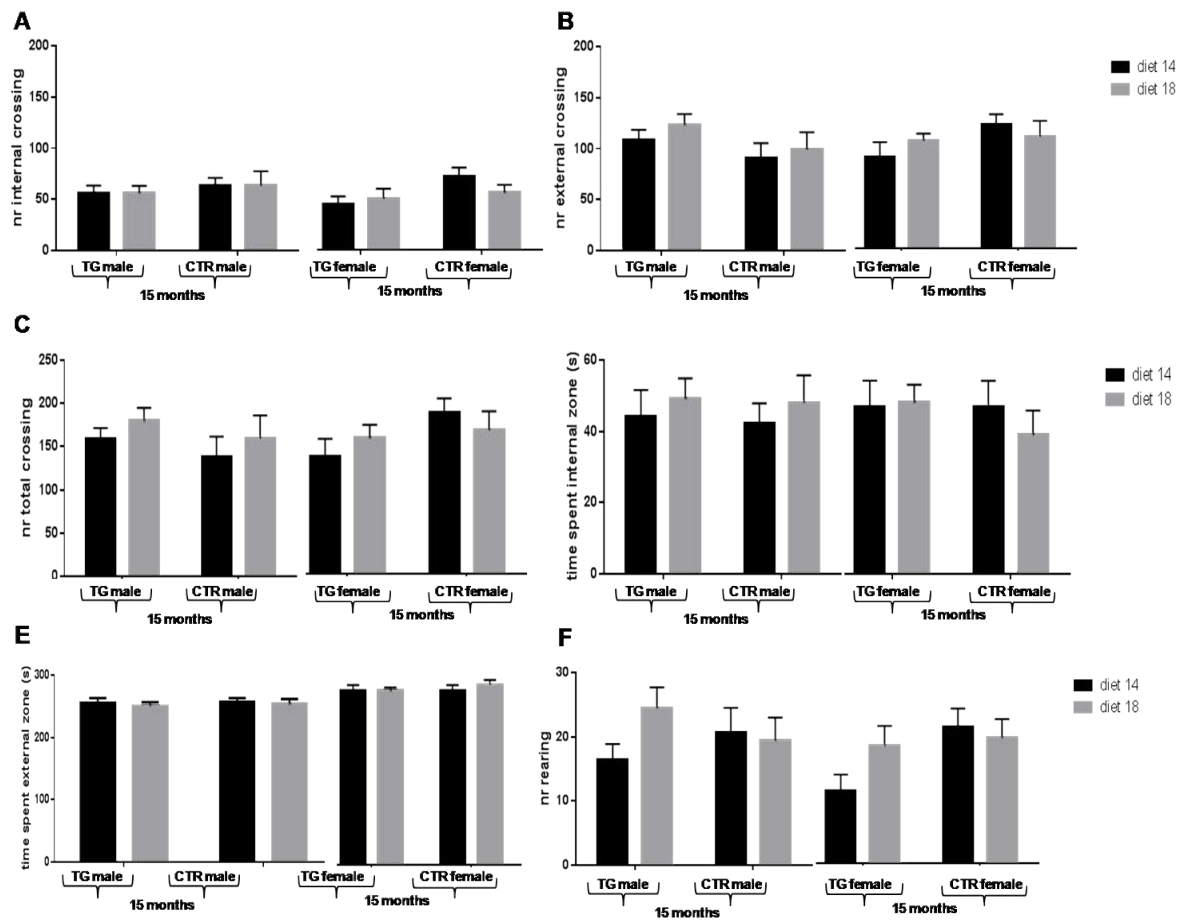 A
nr internal crossing
200
150
100
50
0
TG male CTR male TG female CTR female
15 months 15 months
B
nr external crossing
200
150
100
50
0
TG male CTR male TG female CTR female
15 months 15 months
diet 14
diet 18
C
nr total crossing
250
200
150
100
50
0
TG male CTR male TG female CTR female
15 months 15 months
time spent internal zone (s)
60
40
20
0
TG male CTR male TG female CTR female
15 months 15 months
diet 14
diet 18
E
time spent external zone (s)
300
200
100
0
TG male CTR male TG female CTR female
15 months 15 months
F
nr rearing
30
20
10
0
TG male CTR male TG female CTR female
15 months 15 months
diet 14
diet 18